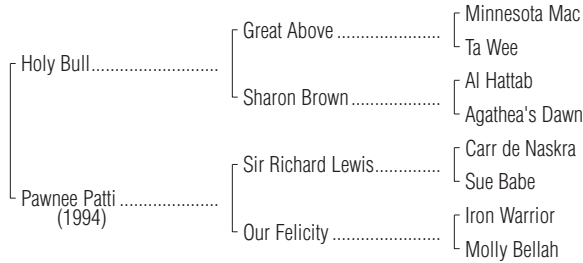 Minnesota Mac
Great Above ......................
Ta Wee
Holy Bull...........................
Al Hattab
Sharon Brown ...................
Agathea's Dawn
Carr de Naskra
Sir Richard Lewis..............
Sue Babe
Pawnee Patti .....................
(1994)
Iron Warrior
Our Felicity .......................
Molly Bellah